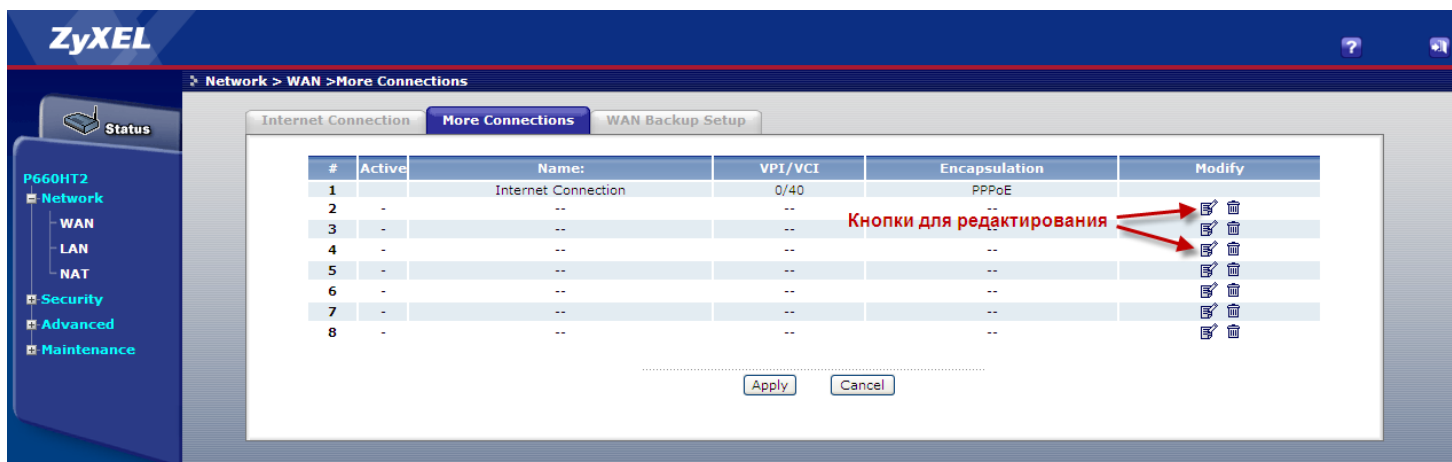 ZyXEL
?
Network > WAN >More Connections
Status
P660HT2
Network
WAN
LAN
NAT
Security
Advanced
Maintenance
Internet Connection More Connections WAN Backup Setup
# Active Name: VPI/VCI Encapsulation Modify
1 Internet Connection 0/40 PPPoE
2 - -- -- --
3 - -- -- --
4 - -- -- --
5 - -- -- --
6 - -- -- --
7 - -- -- --
8 - -- -- --
Кнопки для редактирования
Apply Cancel